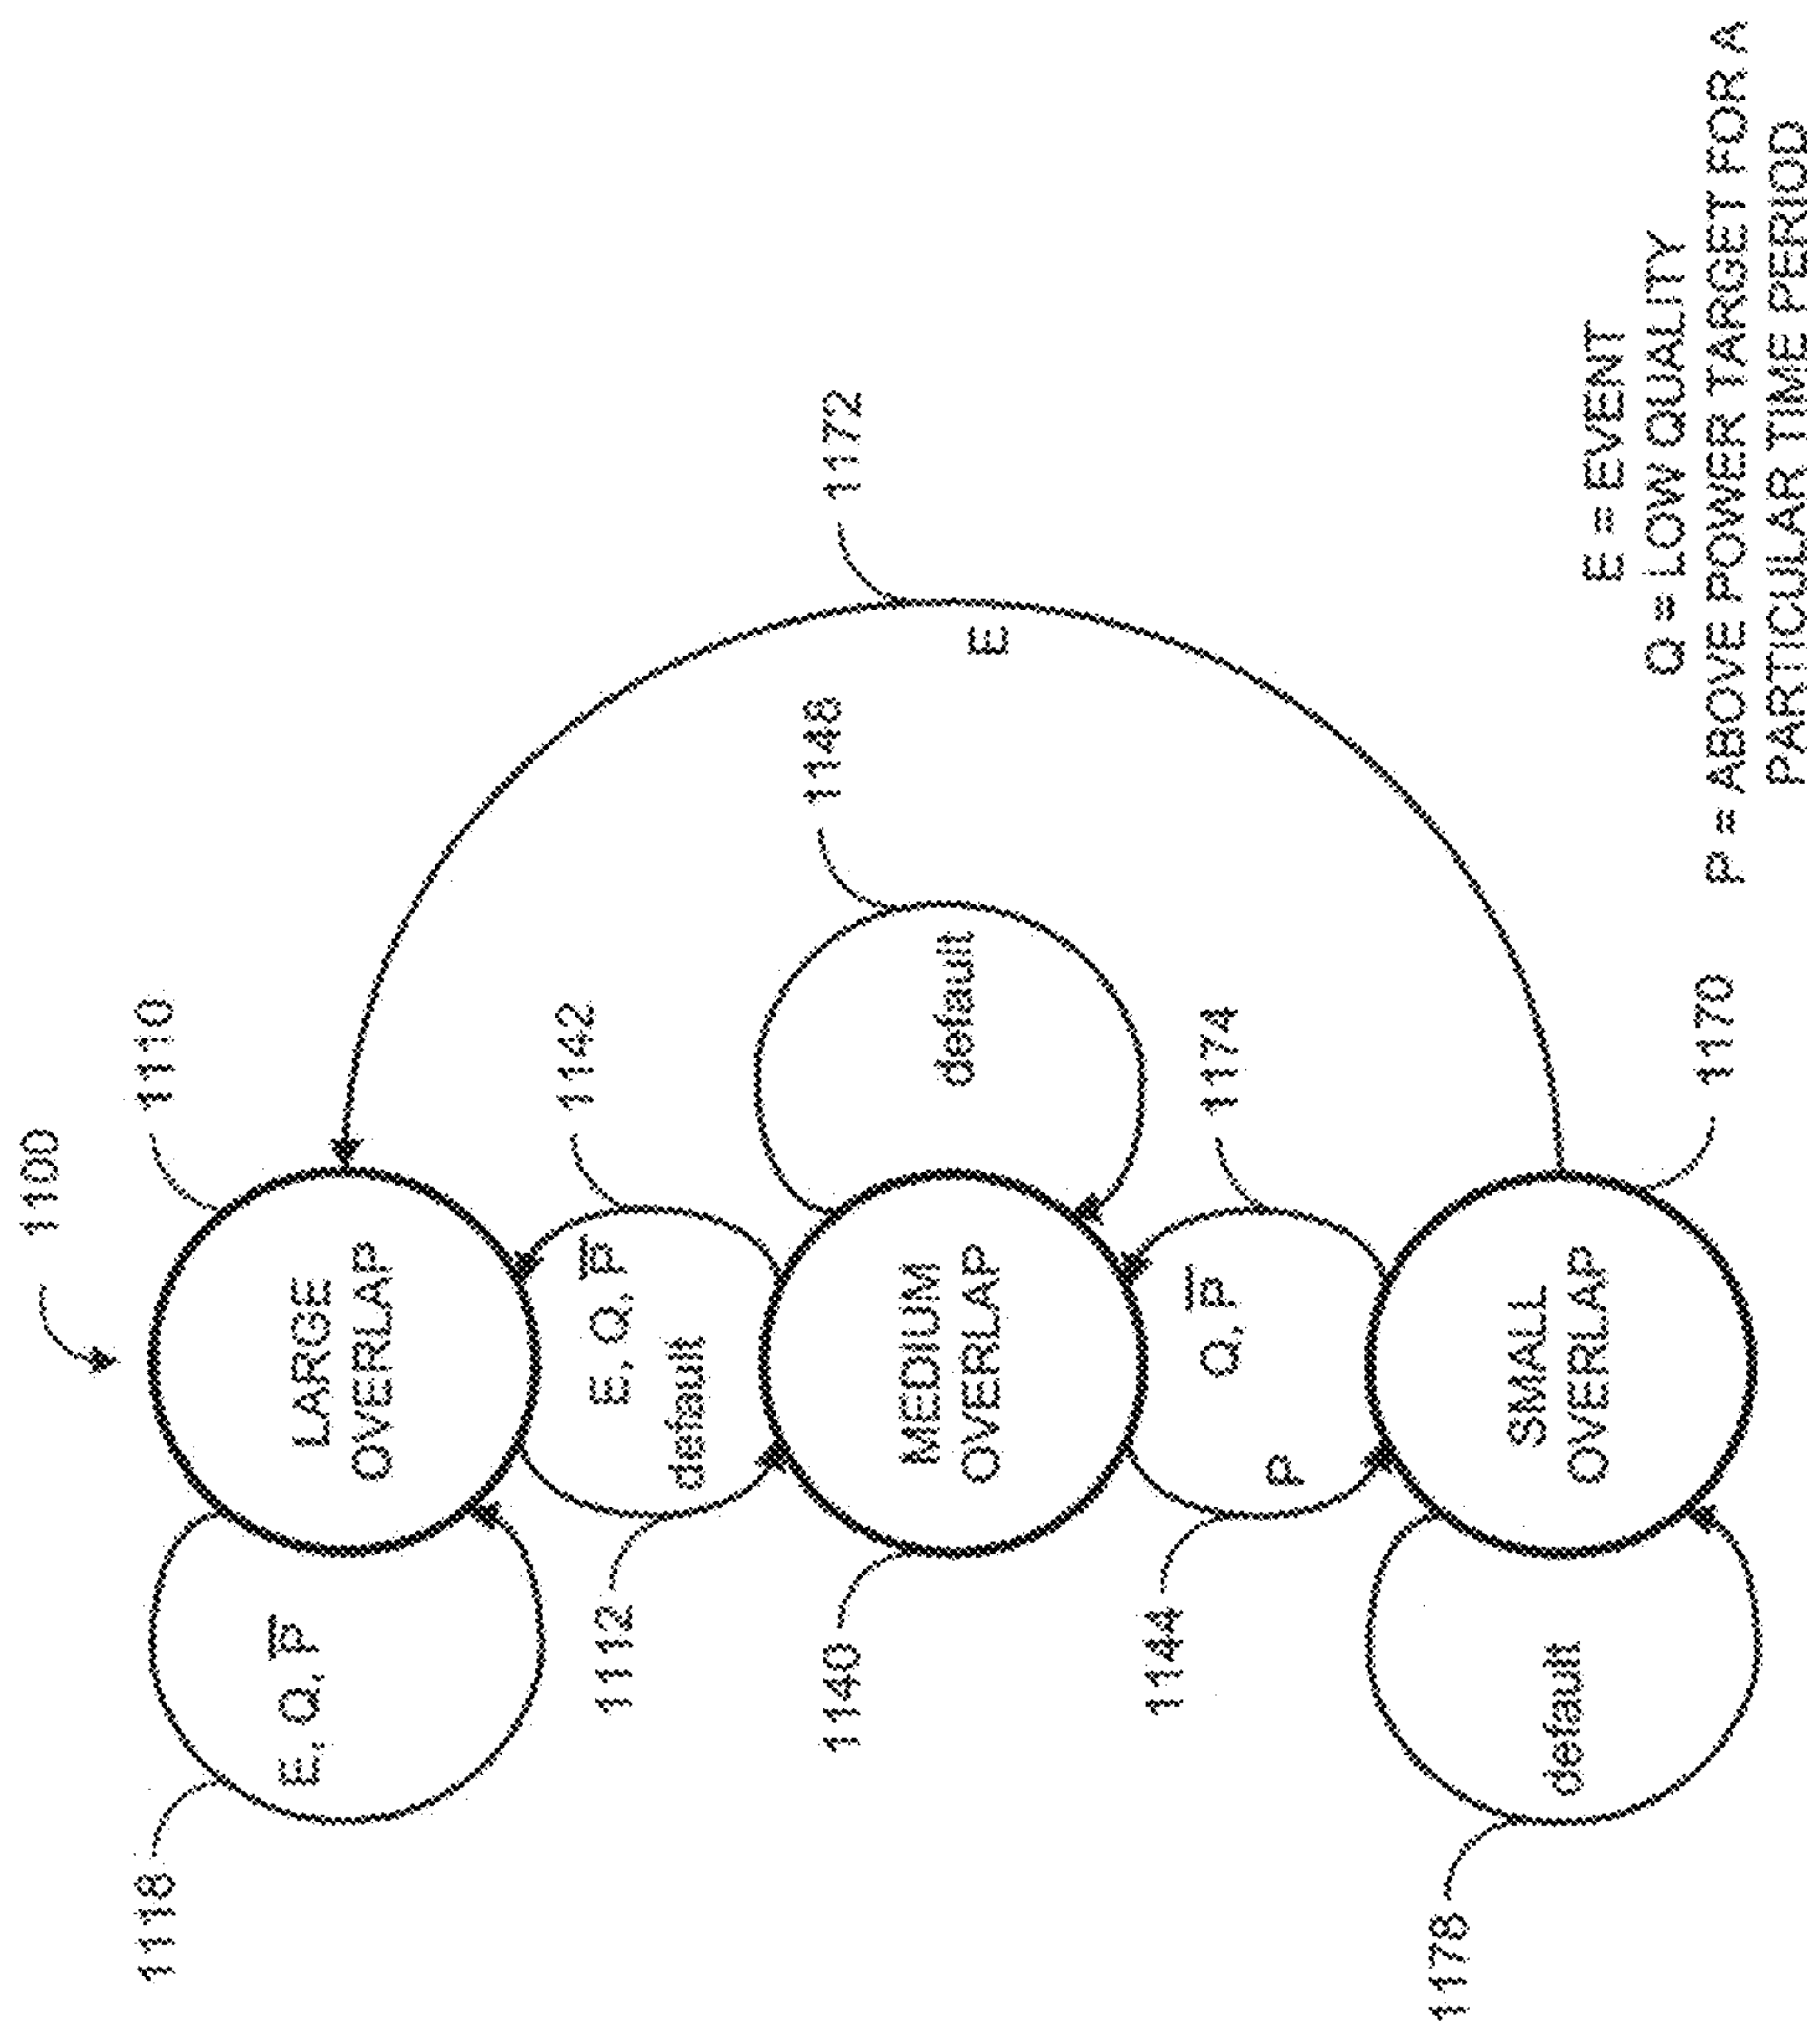 1100
1110
LARGE
OVERLAP
1118
E, Q, P̅
1142
E, Q, P̅
default
1112
1172
E
1148
default
MEDIUM
OVERLAP
1140
1174
Q, P̅
P
1144
1170
SMALL
OVERLAP
default
1178
E = EVENT
Q = LOW QUALITY
P = ABOVE POWER TARGET FOR A
PARTICULAR TIME PERIOD